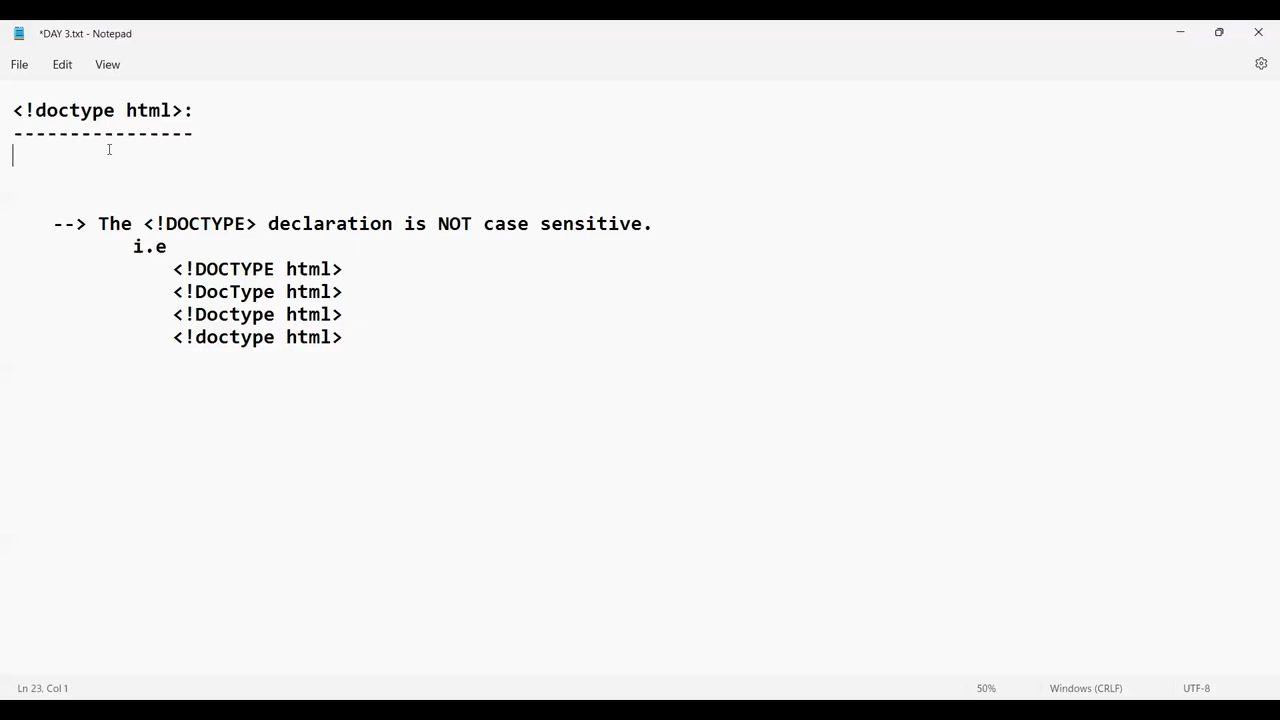 *DAY 3.txt - Notepad
File Edit View
<!doctype html>:
----------------
--> The <!DOCTYPE> declaration is NOT case sensitive.
i.e
<!DOCTYPE html>
<!DocType html>
<!Doctype html>
<!doctype html>
Ln 23, Col 1 50% Windows (CRLF) UTF-8